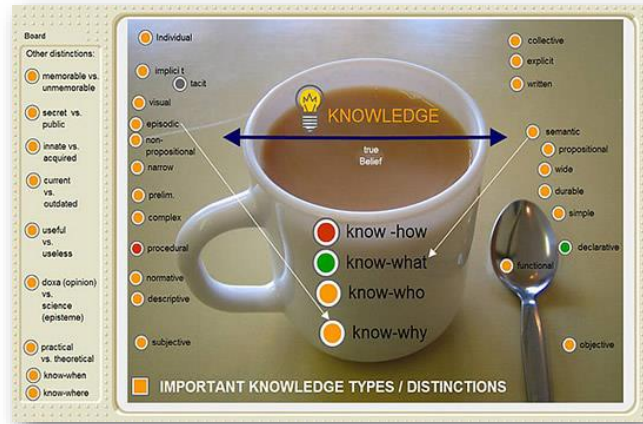 Board
Other distinctions:
memorable vs.
unmemorable
secret vs.
public
innate vs.
acquired
current
vs.
outdated
useful
vs.
useless
doxa (opinion)
vs.
science
(episteme)
practical
vs. theoretical
know-when
know-where
Individual
implici t
tacit
visual
episodic
non-
propositional
narrow
prelim.
complex
procedural
normative
descriptive
subjective
KNOWLEDGE
true
Belief
know -how
know-what
know-who
know-why
collective
explicit
written
semantic
propositional
wide
durable
simple
declarative
functional
objective
IMPORTANT KNOWLEDGE TYPES / DISTINCTIONS